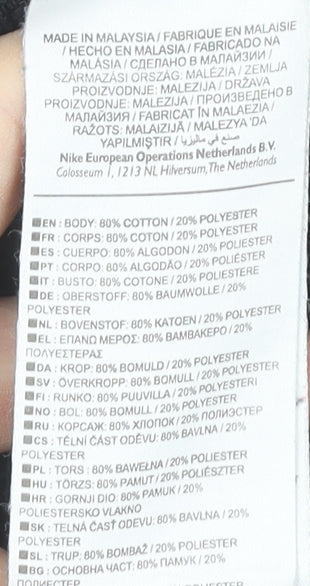 MADE IN MALAYSIA / FABRIQUE EN MALAISIE
/ HECHO EN MALASIA / FABRICADO NA
MALÁSIA / СДЕЛАНО В МАЛАЙЗИИ /
SZÁRMAZÁSI ORSZÁG: MALÉZIA / ZEMLJA
PROIZVODNJE: MALEZIJA / DRŽAVA
PROIZVODNJE: MALEZIJA / ПРОИЗВЕДЕНО В
МАЛАЙЗИЯ / FABRICAT ÎN MALAEZIA /
RAŽOTS: MALAIZIJĀ / MALEZYA 'DA
YAPILMIŞTIR / صنع في ماليزيا
Nike European Operations Netherlands B.V.
Colosseum 1, 1213 NL Hilversum, The Netherlands
EN : BODY: 80% COTTON / 20% POLYESTER
FR : CORPS: 80% COTON / 20% POLYESTER
ES : CUERPO: 80% ALGODON / 20% POLIESTER
PT : CORPO: 80% ALGODÃO / 20% POLIÉSTER
IT : BUSTO: 80% COTONE / 20% POLIESTERE
DE : OBERSTOFF: 80% BAUMWOLLE / 20%
POLYESTER
NL : BOVENSTOF: 80% KATOEN / 20% POLYESTER
EL : ΕΠΑΝΩ ΜΕΡΟΣ: 80% ΒΑΜΒΑΚΕΡΟ / 20%
ΠΟΛΥΕΣΤΕΡΑΣ
DA : KROP: 80% BOMULD / 20% POLYESTER
SV : ÖVERKROPP: 80% BOMULL / 20% POLYESTER
FI : RUNKO: 80% PUUVILLA / 20% POLYESTERI
NO : BOL: 80% BOMULL / 20% POLYESTER
RU : КОРСАЖ: 80% ХЛОПОК / 20% ПОЛИЭСТЕР
CS : TĚLNÍ ČÁST ODĚVU: 80% BAVLNA / 20%
POLYESTER
PL : TORS : 80% BAWEŁNA / 20% POLIESTER
HU : TÖRZS: 80% PAMUT / 20% POLIÉSZTER
HR : GORNJI DIO: 80% PAMUK / 20%
POLIESTERSKO VLAKNO
SK : TELNÁ ČASŤ ODEVU: 80% BAVLNA / 20%
POLYESTER
SL : TRUP: 80% BOMBAŽ / 20% POLIESTER
BG : ОСНОВНА ЧАСТ: 80% ПАМУК / 20%
ПОЛИЕСТЕР